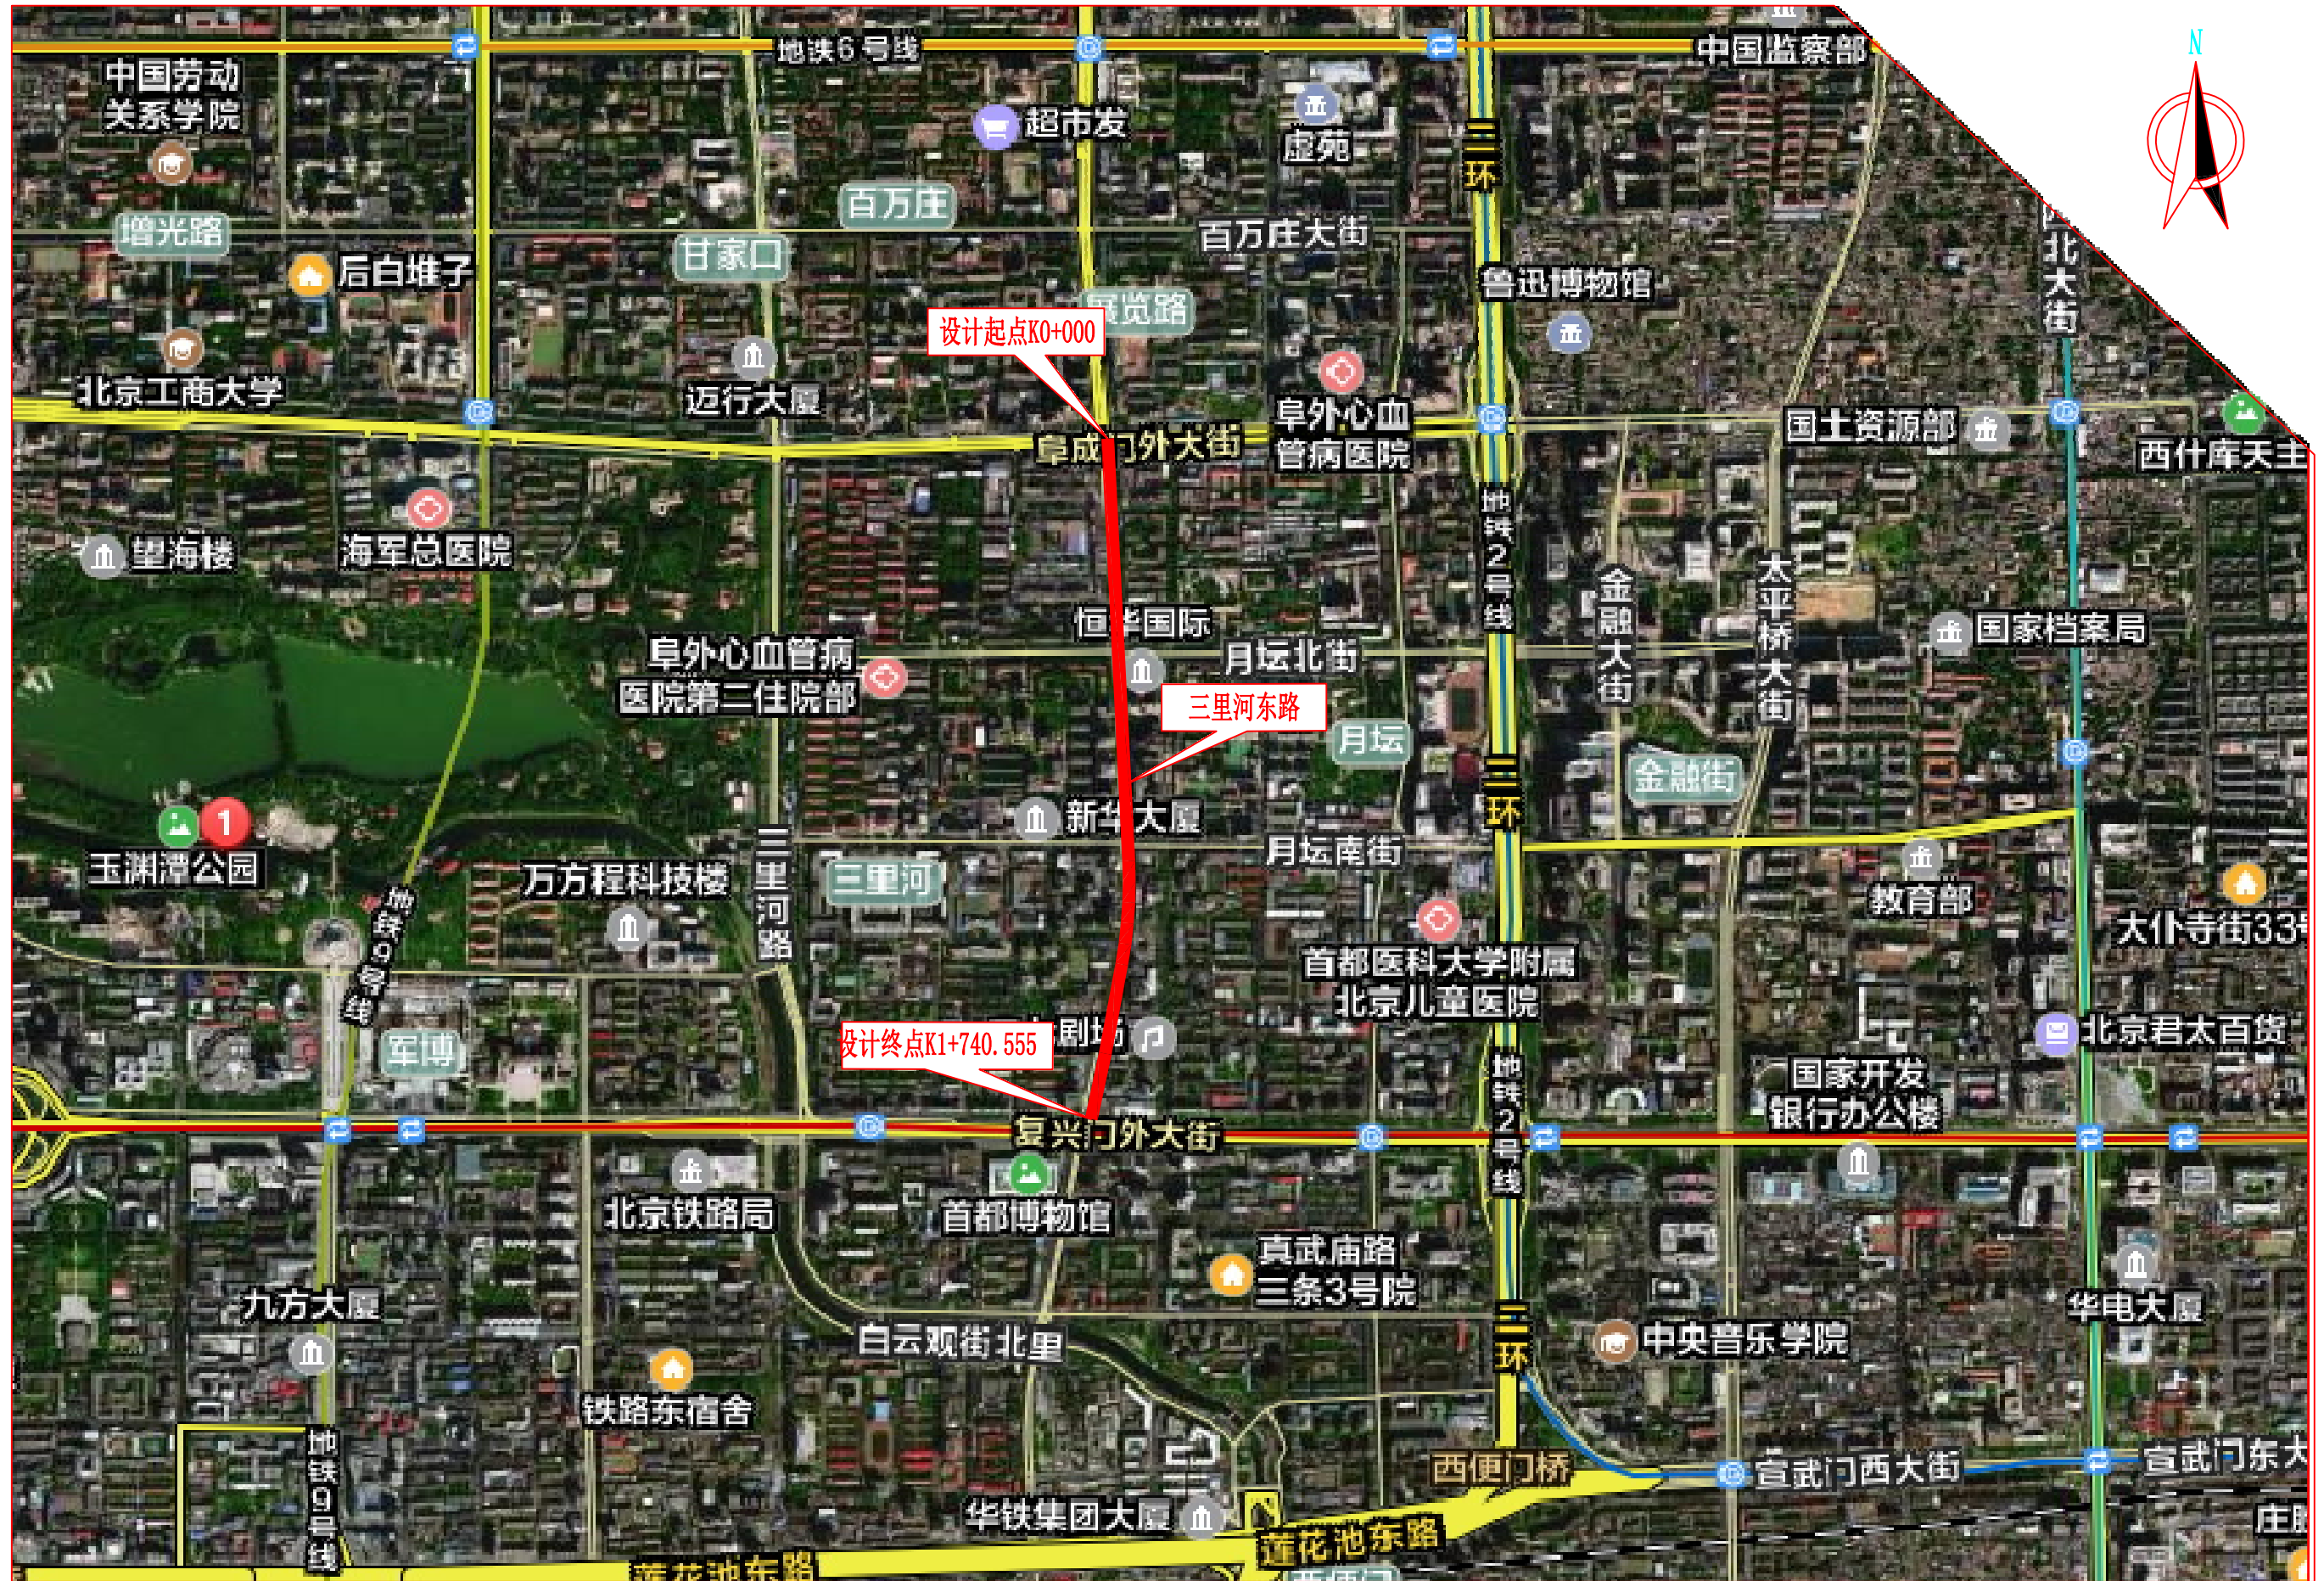 N
地铁6号线
中国监察部
中国劳动
关系学院
超市发
虚苑
二环
百万庄
增光路
甘家口
百万庄大街
后白堆子
鲁迅博物馆
展览路
设计起点K0+000
北大街
北京工商大学
迈行大厦
阜外心血
管病医院
国土资源部
阜成门外大街
西什库天主
海军总医院
望海楼
地铁2号线
金融大街
太平桥大街
恒华国际
国家档案局
阜外心血管病
医院第二住院部
月坛北街
三里河东路
月坛
金融街
二环
1
新华大厦
玉渊潭公园
三里河路
万方程科技楼
三里河
月坛南街
教育部
大仆寺街33号
地铁9号线
首都医科大学附属
北京儿童医院
军博
设计终点K1+740.555
剧场
北京君太百货
地铁2号线
国家开发
银行办公楼
复兴门外大街
北京铁路局
首都博物馆
真武庙路
三条3号院
九方大厦
华电大厦
白云观街北里
二环
中央音乐学院
铁路东宿舍
地铁9号线
西便门桥
宣武门西大街
宣武门东大
华铁集团大厦
莲花池东路
莲花池东路
西便门